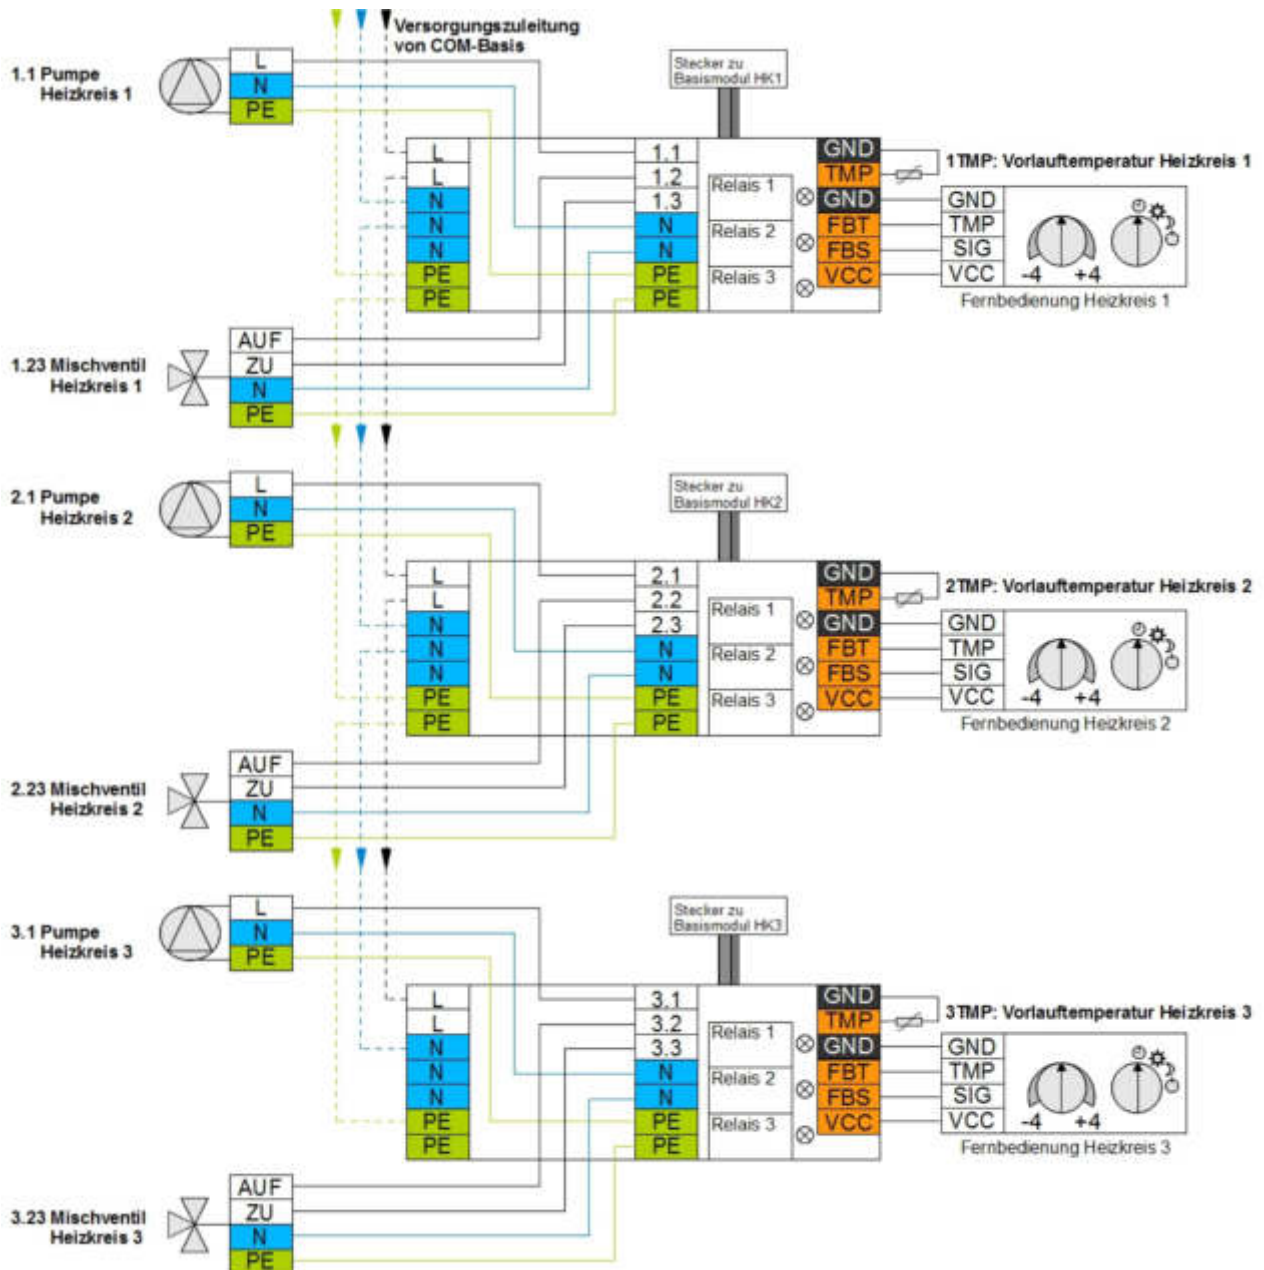 Versorgungszuleitung
von COM-Basis
1.1 Pumpe
Heizkreis 1
L
N
PE
Stecker zu
Basismodul HK1
L
L
N
N
N
PE
PE
1.1
1.2
1.3
N
N
PE
PE
Relais 1
Relais 2
Relais 3
GND
TMP
GND
FBT
FBS
VCC
1TMP: Vorlauftemperatur Heizkreis 1
GND
TMP
SIG
VCC
-4 +4
Fernbedienung Heizkreis 1
1.23 Mischventil
Heizkreis 1
AUF
ZU
N
PE
2.1 Pumpe
Heizkreis 2
L
N
PE
Stecker zu
Basismodul HK2
L
L
N
N
N
PE
PE
2.1
2.2
2.3
N
N
PE
PE
Relais 1
Relais 2
Relais 3
GND
TMP
GND
FBT
FBS
VCC
2TMP: Vorlauftemperatur Heizkreis 2
GND
TMP
SIG
VCC
-4 +4
Fernbedienung Heizkreis 2
2.23 Mischventil
Heizkreis 2
AUF
ZU
N
PE
3.1 Pumpe
Heizkreis 3
L
N
PE
Stecker zu
Basismodul HK3
L
L
N
N
N
PE
PE
3.1
3.2
3.3
N
N
PE
PE
Relais 1
Relais 2
Relais 3
GND
TMP
GND
FBT
FBS
VCC
3TMP: Vorlauftemperatur Heizkreis 3
GND
TMP
SIG
VCC
-4 +4
Fernbedienung Heizkreis 3
3.23 Mischventil
Heizkreis 3
AUF
ZU
N
PE